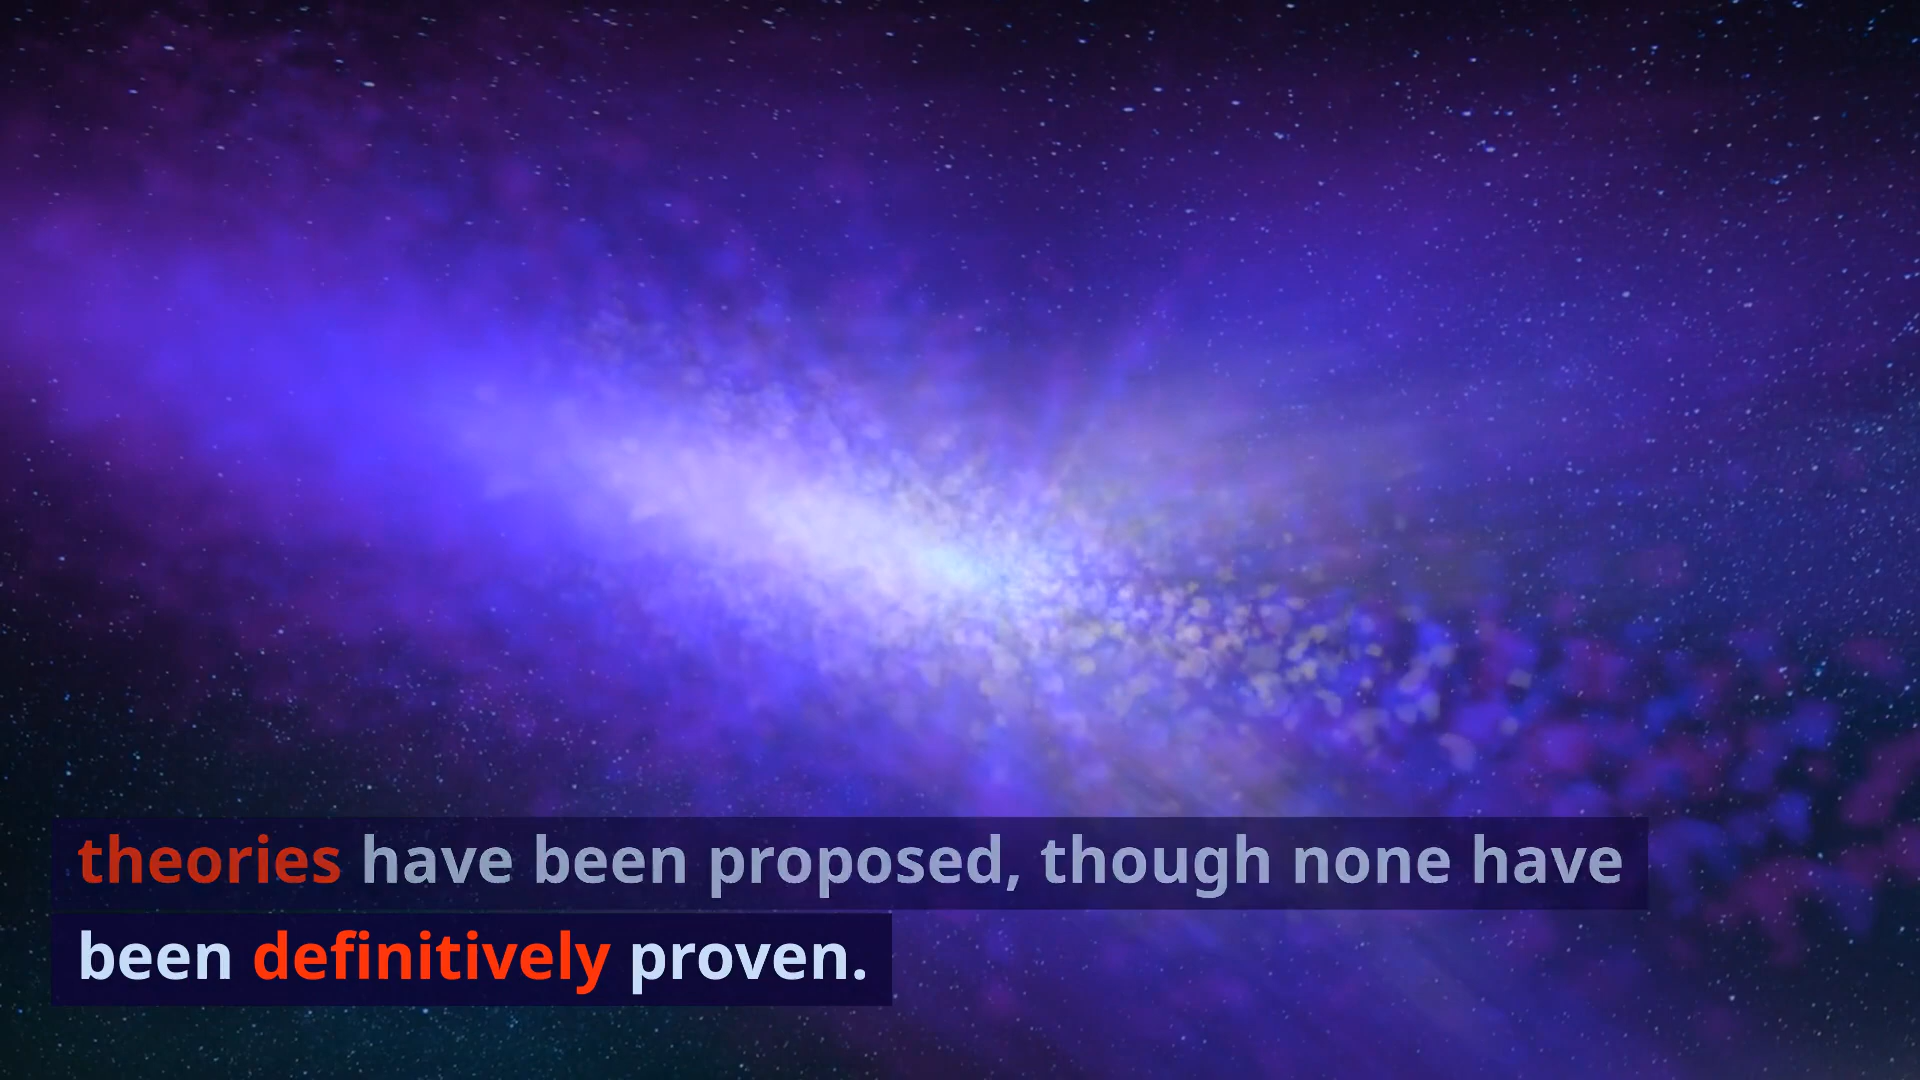 theories have been proposed, though none have
been definitively proven.